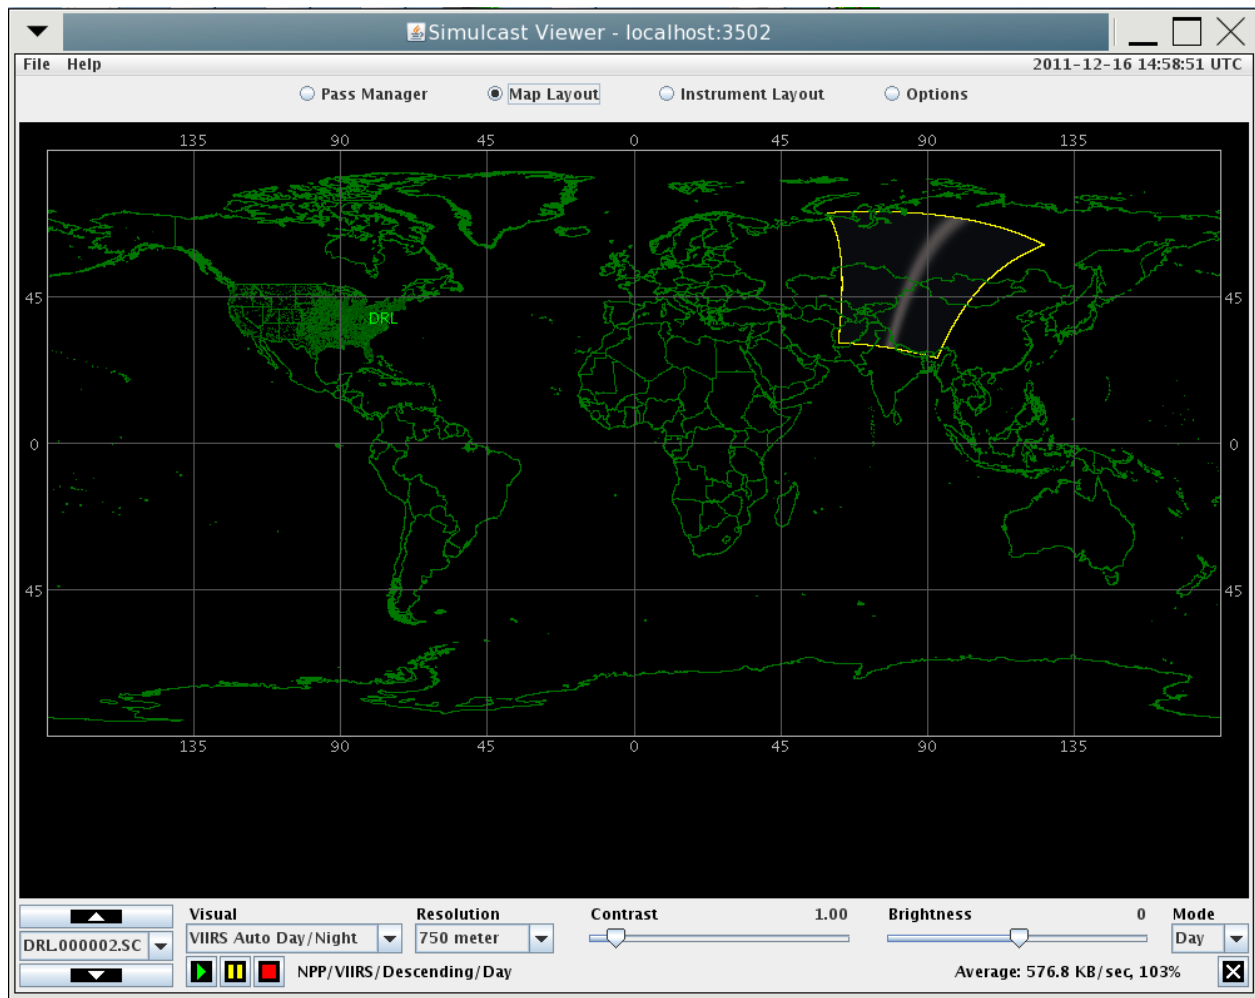 Simulcast Viewer - localhost:3502
File Help 2011-12-16 14:58:51 UTC
Pass Manager Map Layout Instrument Layout Options
135 90 45 0 45 90 135
45 45
DRL
0 0
45 45
135 90 45 0 45 90 135
Visual Resolution Contrast 1.00 Brightness 0 Mode
DRL.000002.SC VIIRS Auto Day/Night 750 meter Day
NPP/VIIRS/Descending/Day Average: 576.8 KB/sec, 103%